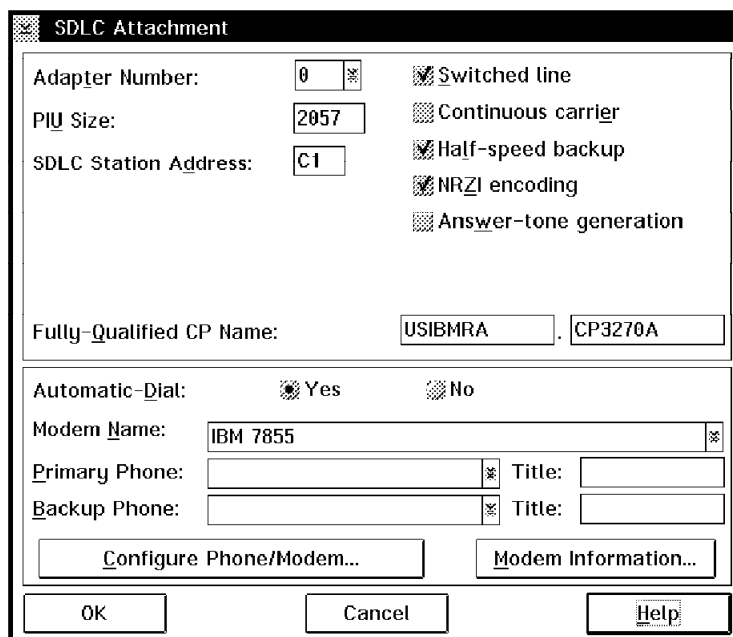 SDLC Attachment
Adapter Number: 0
Switched line
PIU Size: 2057
Continuous carrier
SDLC Station Address: C1
Half-speed backup
NRZI encoding
Answer-tone generation
Fully-Qualified CP Name: USIBMRA . CP3270A
Automatic-Dial: Yes No
Modem Name: IBM 7855
Primary Phone: Title:
Backup Phone: Title:
Configure Phone/Modem... Modem Information...
OK Cancel Help